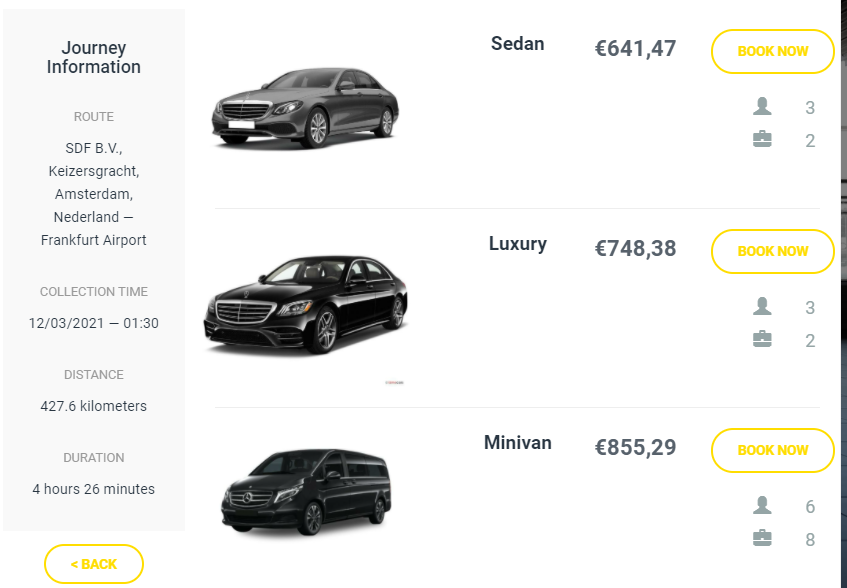 Journey
Information
ROUTE
SDF B.V.,
Keizersgracht,
Amsterdam,
Nederland —
Frankfurt Airport
COLLECTION TIME
12/03/2021 — 01:30
DISTANCE
427.6 kilometers
DURATION
4 hours 26 minutes
< BACK
Sedan
€641,47
BOOK NOW
3
2
Luxury
€748,38
BOOK NOW
3
2
Minivan
€855,29
BOOK NOW
6
8